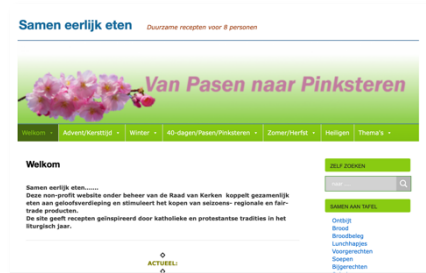 Samen eerlijk eten
Duurzame recepten voor 8 personen
Van Pasen naar Pinksteren
Welkom
Advent/Kersttijd
Winter
40-dagen/Pasen/Pinksteren
Zomer/Herfst
Heiligen
Thema's
Welkom
Samen eerlijk eten.......
Deze non-profit website onder beheer van de Raad van Kerken koppelt gezamenlijk
eten aan geloofsverdieping en stimuleert het kopen van seizoens- regionale en fair-
trade producten.
De site geeft recepten geïnspireerd door katholieke en protestantse tradities in het
liturgisch jaar.
ACTUEEL:
ZELF ZOEKEN
SAMEN AAN TAFEL
Ontbijt
Brood
Broodbeleg
Lunchhapjes
Voorgerechten
Soepen
Bijgerechten